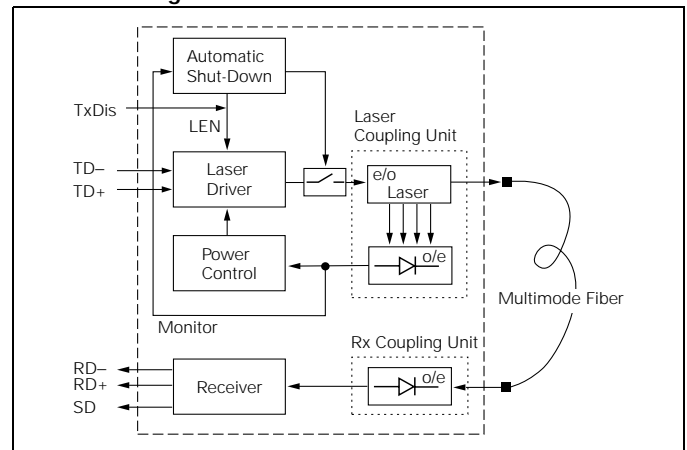 Automatic
Shut-Down
TxDis
LEN
Laser
Coupling Unit
TD–
TD+
Laser
Driver
e/o
Laser
Power
Control
o/e
Multimode Fiber
Monitor
Rx Coupling Unit
RD–
RD+
SD
Receiver
o/e